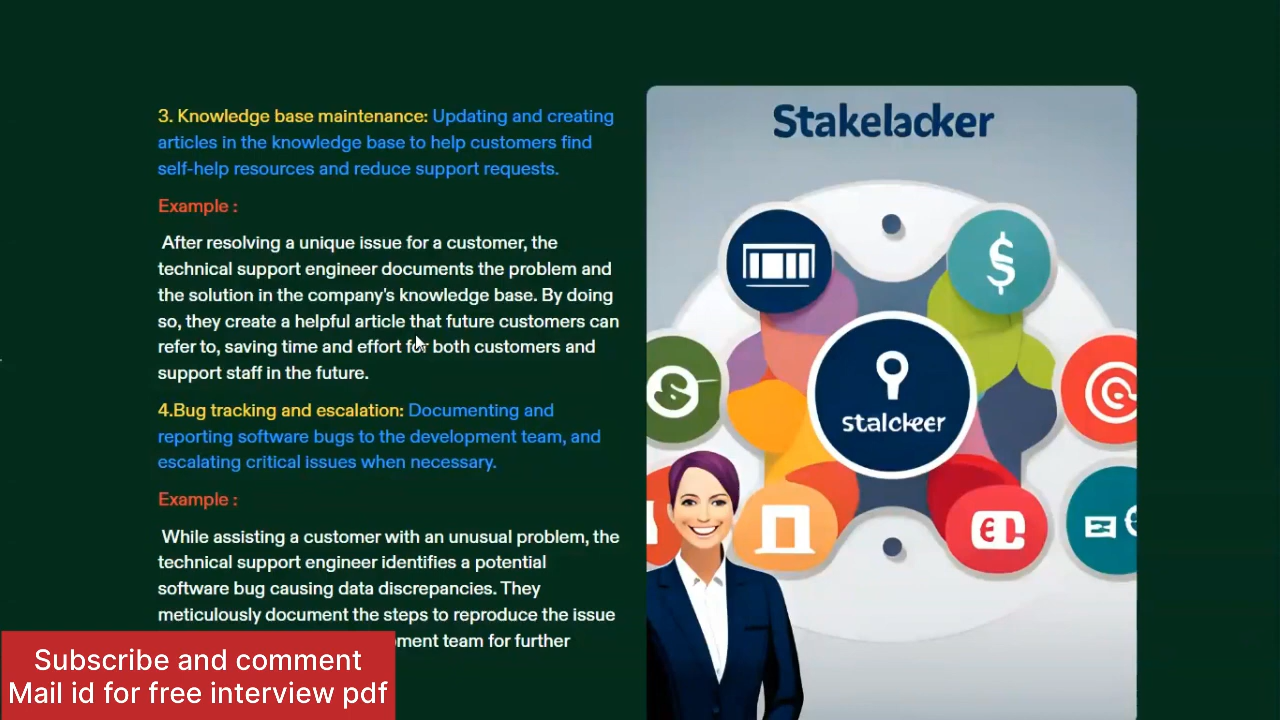 3. Knowledge base maintenance: Updating and creating
articles in the knowledge base to help customers find
self-help resources and reduce support requests.
Example :
After resolving a unique issue for a customer, the
technical support engineer documents the problem and
the solution in the company's knowledge base. By doing
so, they create a helpful article that future customers can
refer to, saving time and effort for both customers and
support staff in the future.
4.Bug tracking and escalation: Documenting and
reporting software bugs to the development team, and
escalating critical issues when necessary.
Example :
While assisting a customer with an unusual problem, the
technical support engineer identifies a potential
software bug causing data discrepancies. They
meticulously document the steps to reproduce the issue
team for further
Subscribe and comment
Mail id for free interview pdf
Stakelacker
$
stalckeer